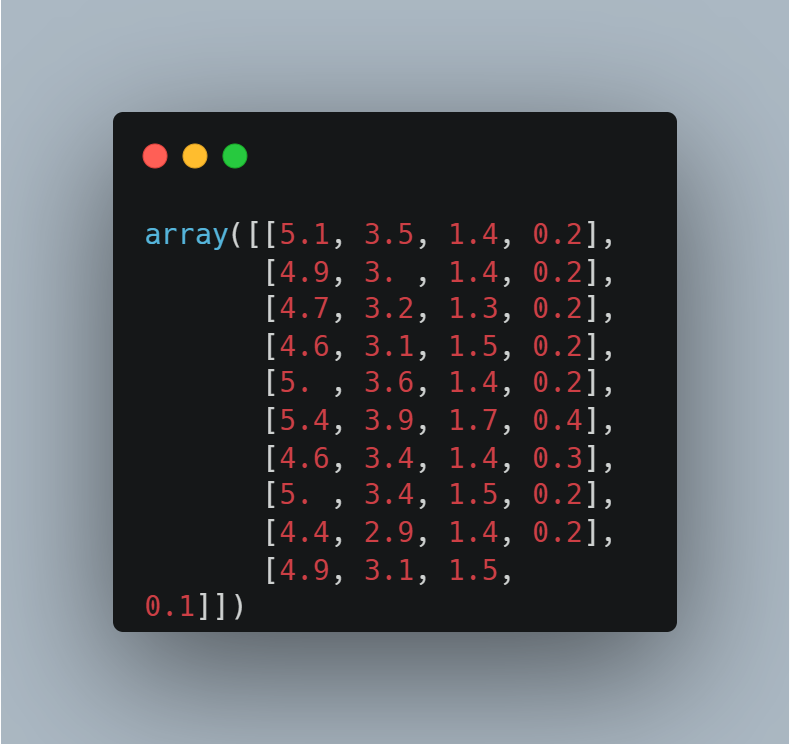 array([[5.1, 3.5, 1.4, 0.2],
       [4.9, 3. , 1.4, 0.2],
       [4.7, 3.2, 1.3, 0.2],
       [4.6, 3.1, 1.5, 0.2],
       [5. , 3.6, 1.4, 0.2],
       [5.4, 3.9, 1.7, 0.4],
       [4.6, 3.4, 1.4, 0.3],
       [5. , 3.4, 1.5, 0.2],
       [4.4, 2.9, 1.4, 0.2],
       [4.9, 3.1, 1.5,
0.1]])